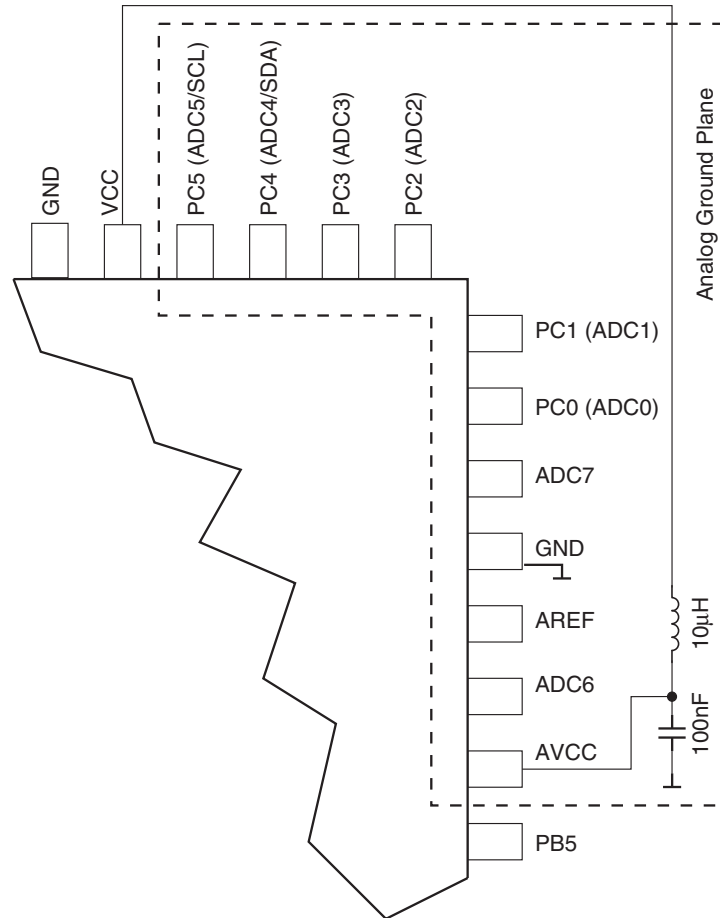 GND
VCC
PC5 (ADC5/SCL)
PC4 (ADC4/SDA)
PC3 (ADC3)
PC2 (ADC2)
Analog Ground Plane
PC1 (ADC1)
PC0 (ADC0)
ADC7
GND
AREF
10μH
ADC6
100nF
AVCC
PB5